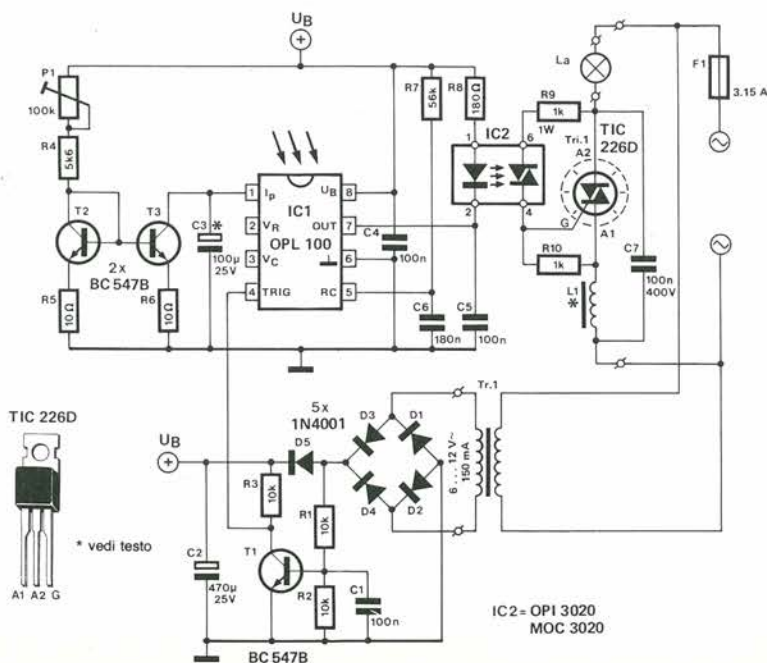 UB
P1
100k
R4
5k6
T2
T3
2x
BC 547B
R5
10Ω
R6
10Ω
C3
*
100µ
25V
1
IP
2
VR
3
VC
4
TRIG
IC1
OPL 100
UB
8
OUT
7
6
RC
5
C4
100n
R7
56k
R8
180Ω
C6
180n
C5
100n
IC2
1
2
6
4
R9
1k
1W
R10
1k
La
F1
3.15 A
TIC
226D
Tri.1
A2
G
A1
C7
100n
400V
L1
*
TIC 226D
A1 A2 G
* vedi testo
UB
C2
470µ
25V
5x
1N4001
D5
D3
D1
D4
D2
R3
10k
R1
10k
R2
10k
T1
C1
100n
BC 547B
Tr.1
6 ... 12 V~
150 mA
IC2 = OPI 3020
MOC 3020